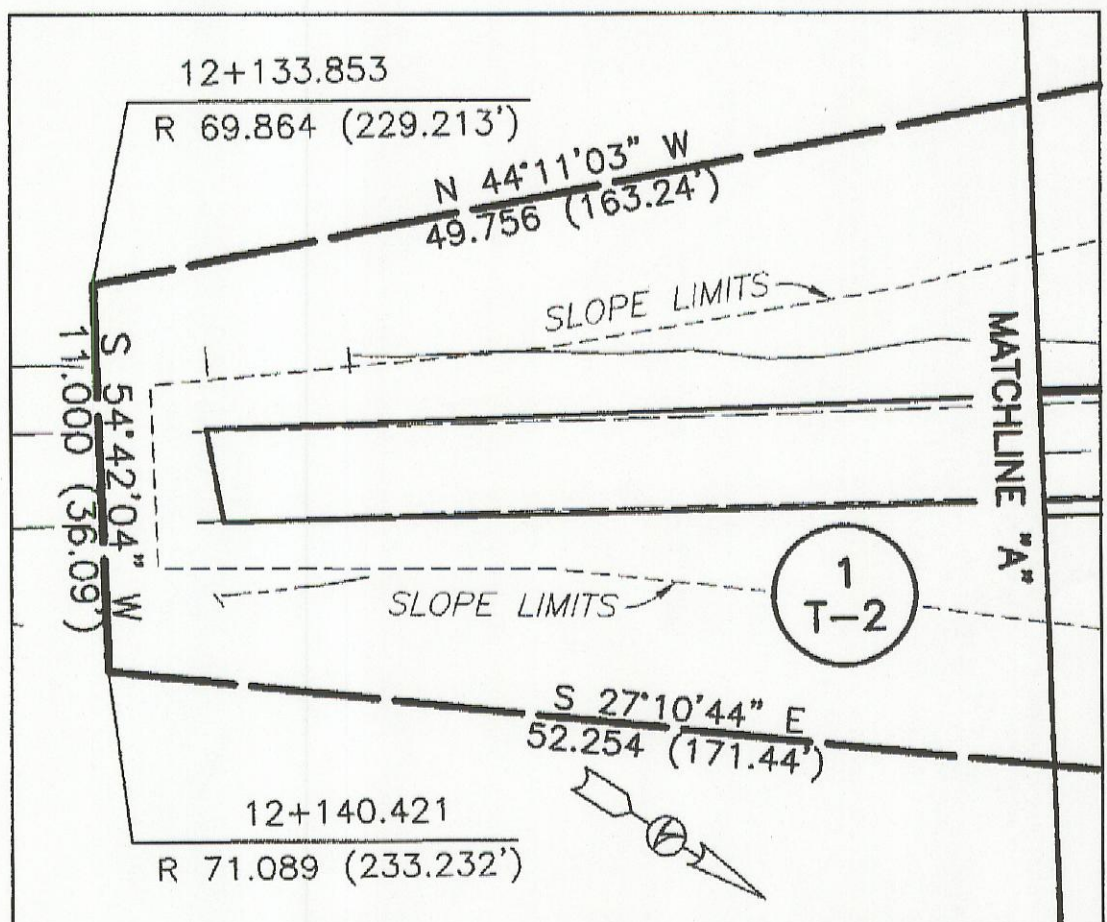 12+133.853
R 69.864 (229.213')
N 44°11'03" W
49.756 (163.24')
SLOPE LIMITS
S 54°42'04" W
11.000 (36.09')
MATCHLINE "A"
1
T-2
SLOPE LIMITS
S 27°10'44" E
52.254 (171.44')
12+140.421
R 71.089 (233.232')